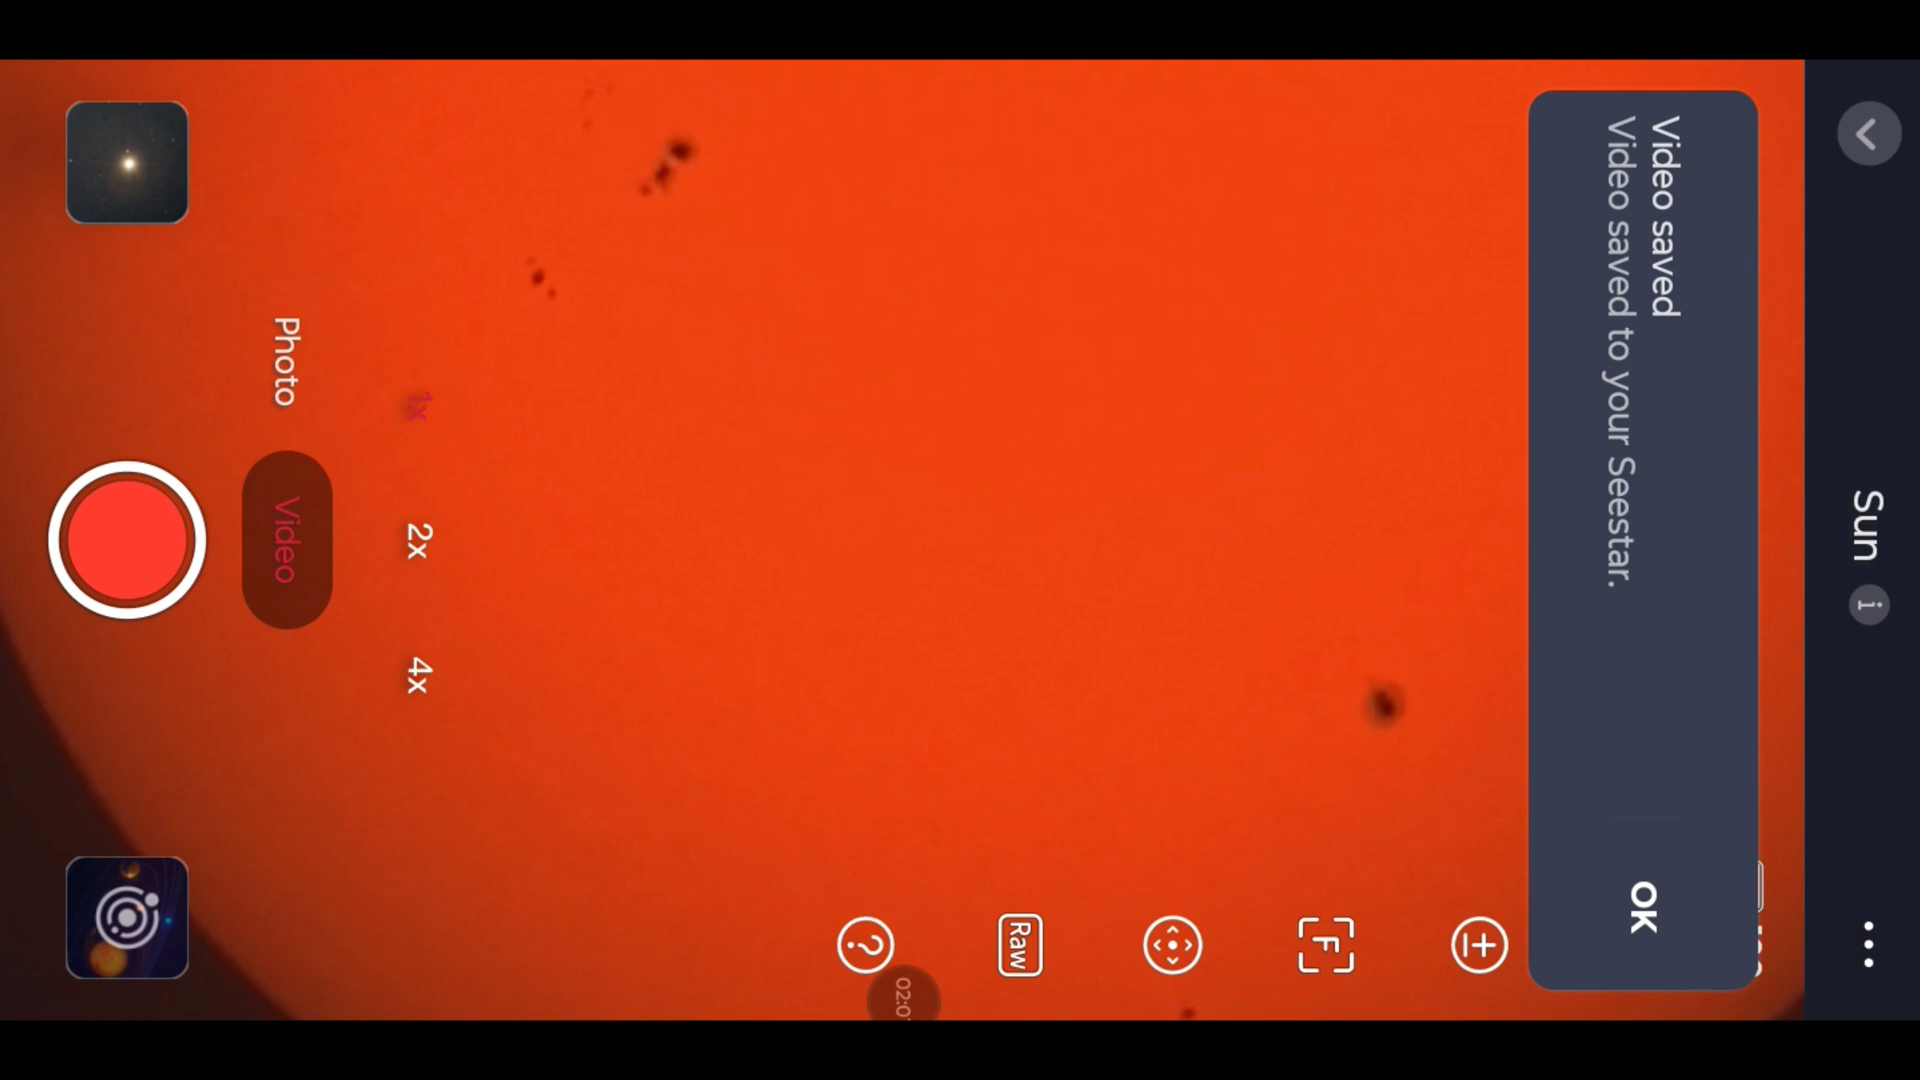 Sun
Video saved
Video saved to your Seestar.
OK
F
Raw
1x
2x
4x
Photo
Video